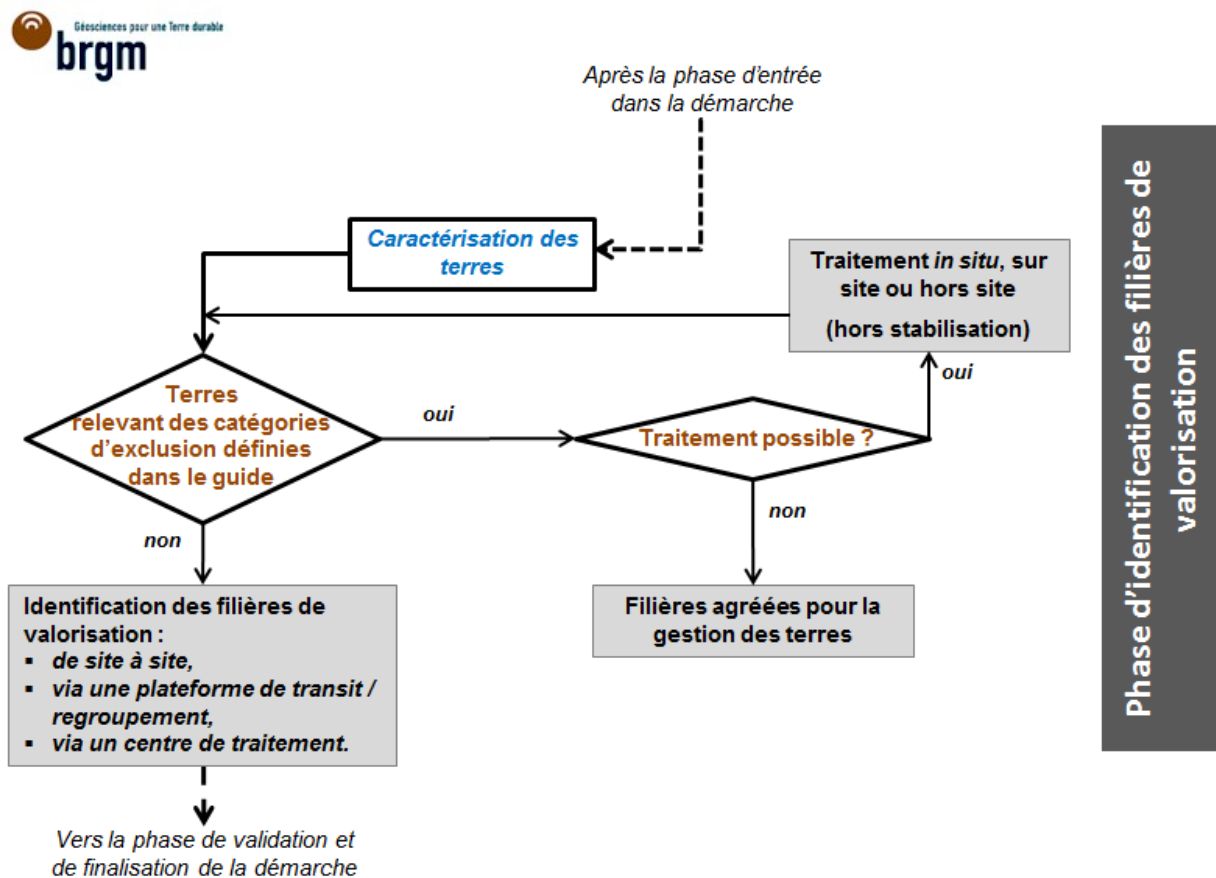 Géosciences pour une Terre durable
brgm
Après la phase d'entrée
dans la démarche
Caractérisation des
terres
Traitement in situ, sur
site ou hors site
(hors stabilisation)
oui
Terres
relevant des catégories
d'exclusion définies
dans le guide
oui
Traitement possible ?
non
non
Identification des filières de
valorisation :
▪ de site à site,
▪ via une plateforme de transit /
regroupement,
▪ via un centre de traitement.
Filières agréées pour la
gestion des terres
Vers la phase de validation et
de finalisation de la démarche
Phase d'identification des filières de
valorisation